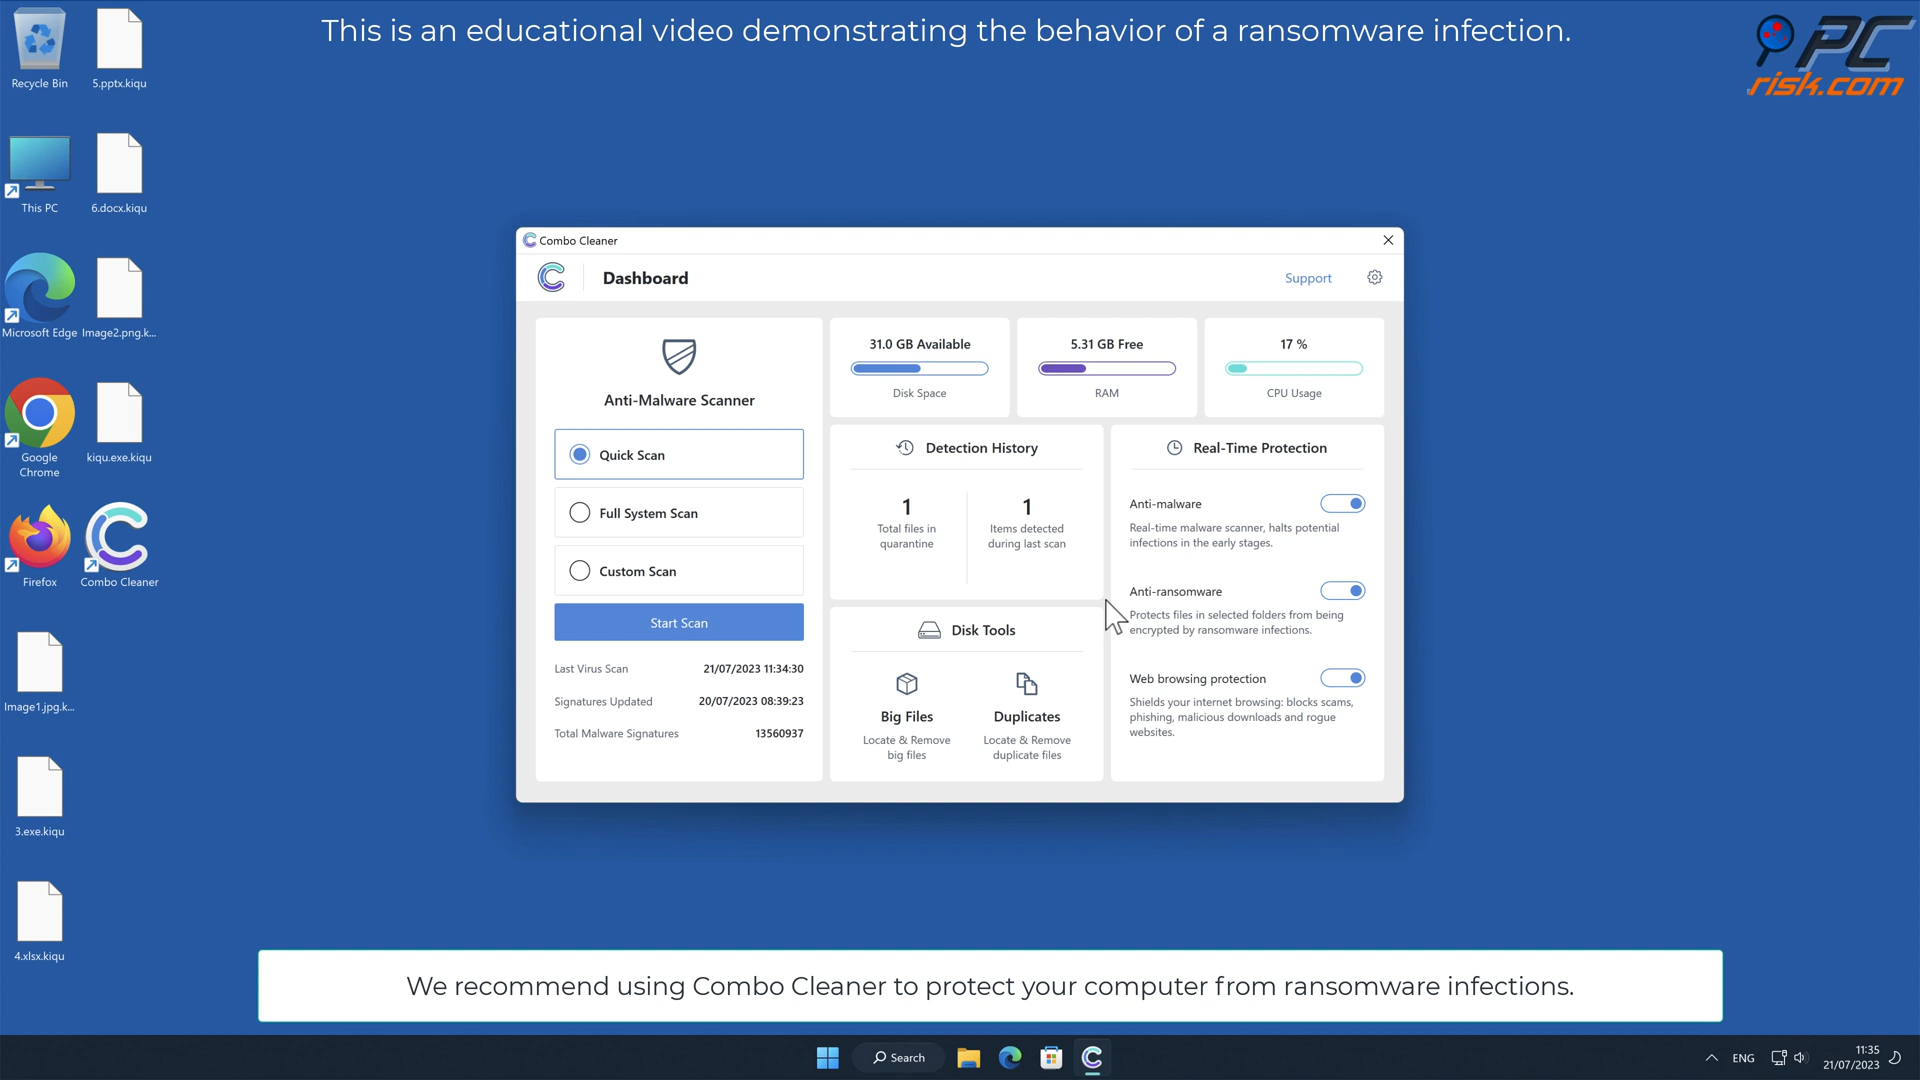 This is an educational video demonstrating the behavior of a ransomware infection.
PC
risk.com
Recycle Bin
5.pptx.kiqu
This PC
6.docx.kiqu
Microsoft Edge
Image2.png.k...
Google
Chrome
kiqu.exe.kiqu
Firefox
Combo Cleaner
Image1.jpg.k...
3.exe.kiqu
4.xlsx.kiqu
Combo Cleaner
Dashboard
Support
Anti-Malware Scanner
Quick Scan
Full System Scan
Custom Scan
Start Scan
Last Virus Scan 21/07/2023 11:34:30
Signatures Updated 20/07/2023 08:39:23
Total Malware Signatures 13560937
31.0 GB Available
Disk Space
5.31 GB Free
RAM
17 %
CPU Usage
Detection History
1
Total files in
quarantine
1
Items detected
during last scan
Disk Tools
Big Files
Locate & Remove
big files
Duplicates
Locate & Remove
duplicate files
Real-Time Protection
Anti-malware
Real-time malware scanner, halts potential
infections in the early stages.
Anti-ransomware
Protects files in selected folders from being
encrypted by ransomware infections.
Web browsing protection
Shields your internet browsing: blocks scams,
phishing, malicious downloads and rogue
websites.
We recommend using Combo Cleaner to protect your computer from ransomware infections.
Search
ENG
11:35
21/07/2023